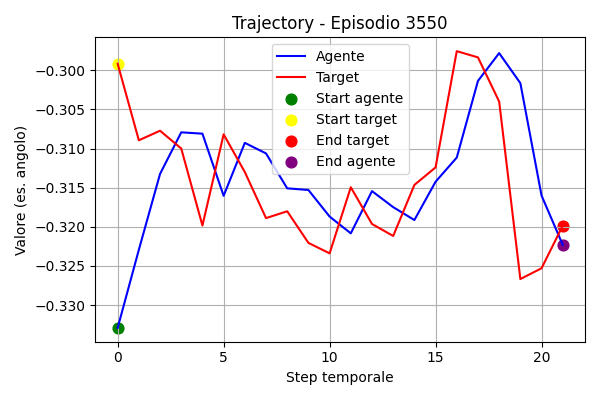 Trajectory - Episodio 3550
Agente
Target
Start agente
Start target
End target
End agente
Valore (es. angolo)
−0.300
−0.305
−0.310
−0.315
−0.320
−0.325
−0.330
0
5
10
15
20
Step temporale